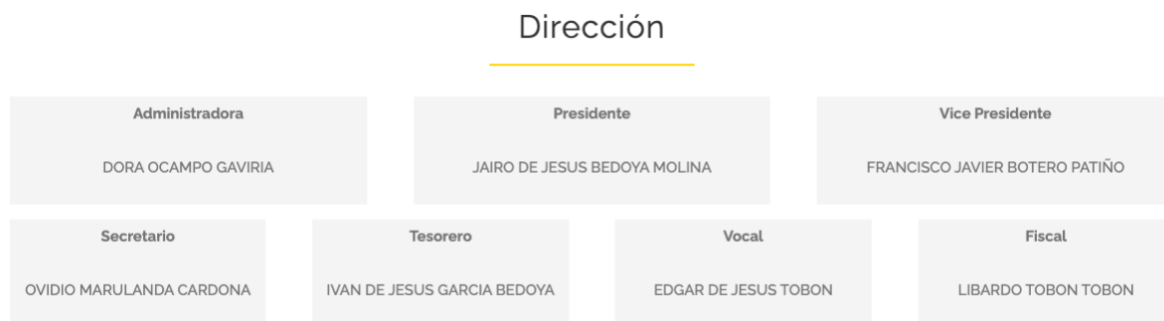 Dirección
Administradora
DORA OCAMPO GAVIRIA
Presidente
JAIRO DE JESUS BEDOYA MOLINA
Vice Presidente
FRANCISCO JAVIER BOTERO PATIÑO
Secretario
OVIDIO MARULANDA CARDONA
Tesorero
IVAN DE JESUS GARCIA BEDOYA
Vocal
EDGAR DE JESUS TOBON
Fiscal
LIBARDO TOBON TOBON